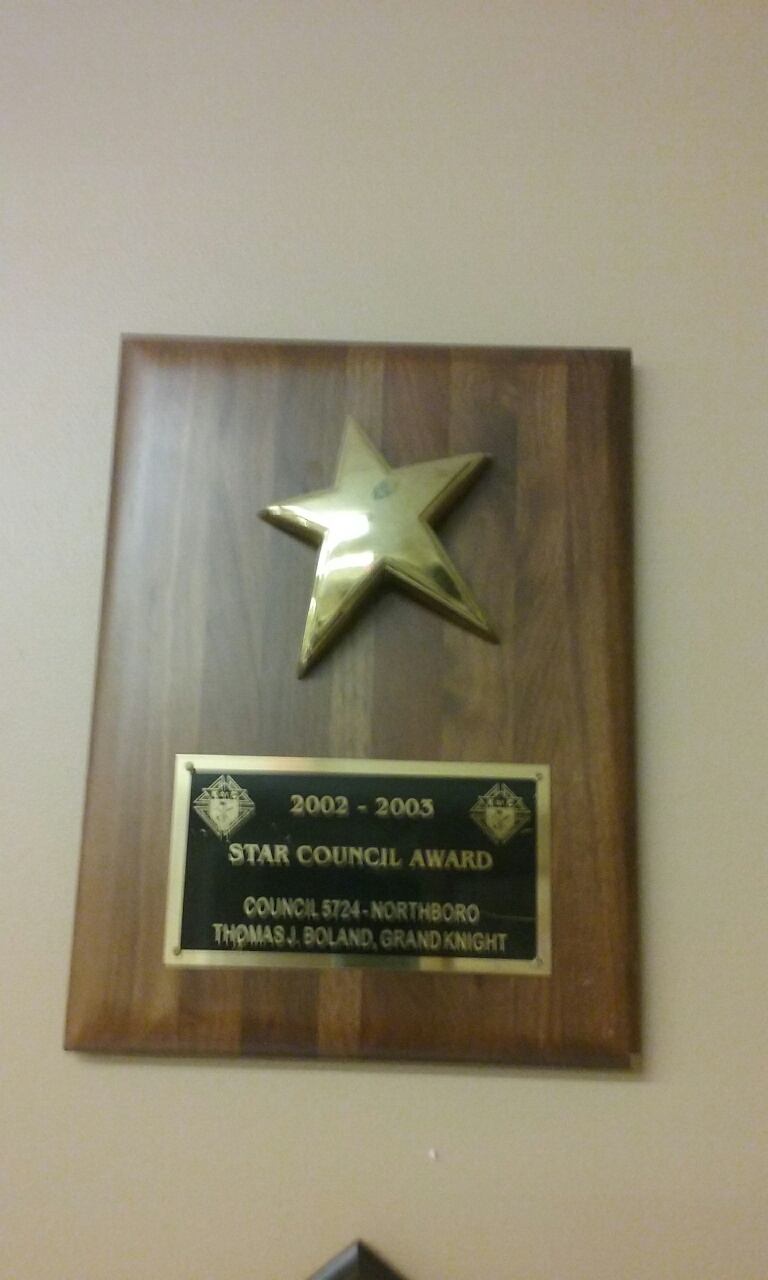 2002 - 2003
STAR COUNCIL AWARD
COUNCIL 5724 - NORTHBORO
THOMAS J. BOLAND, GRAND KNIGHT